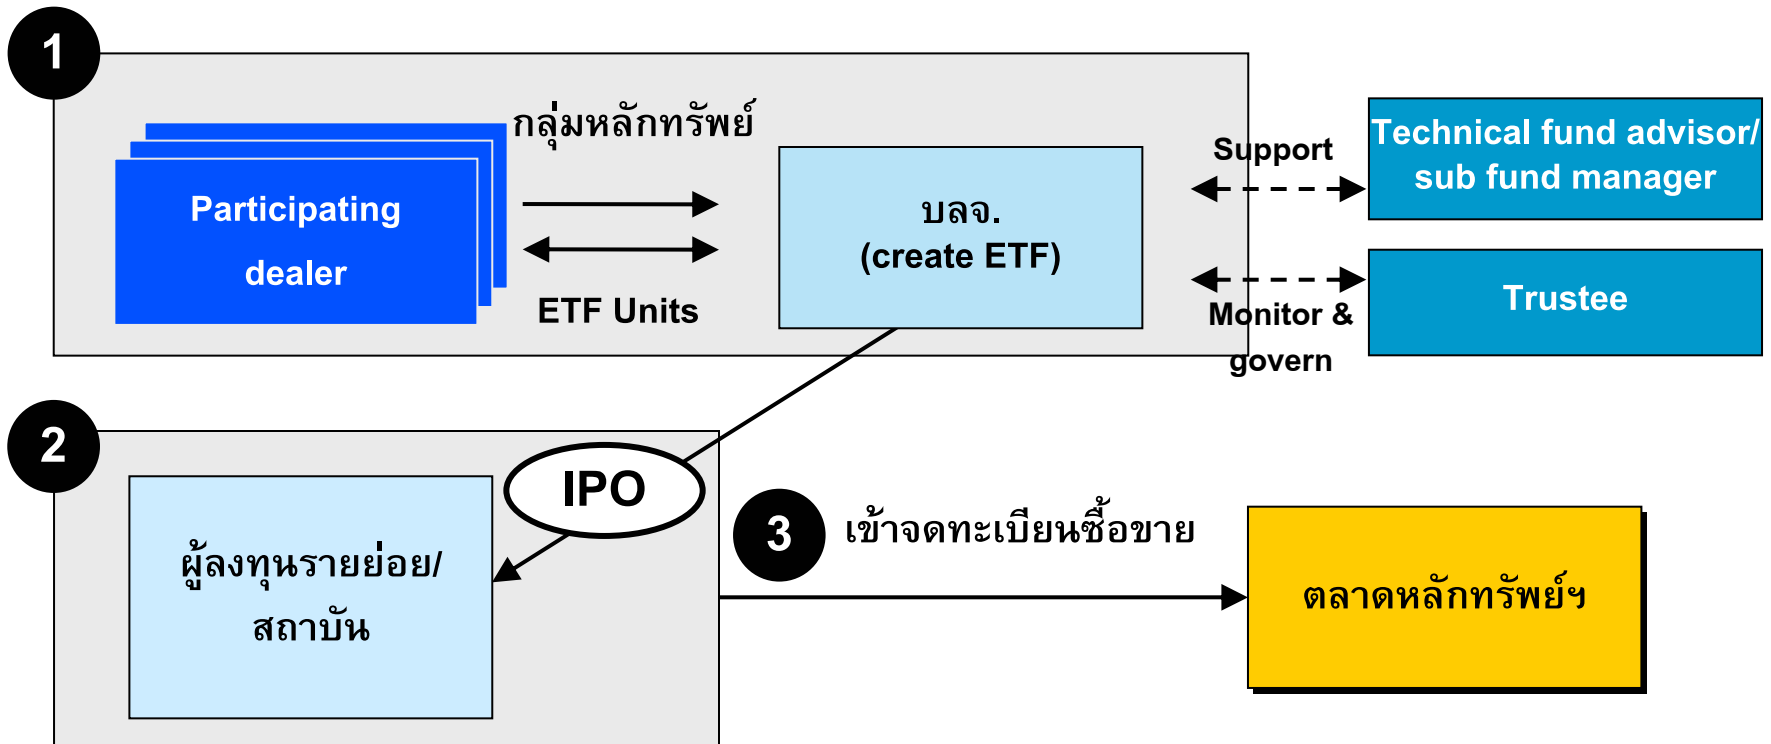 1
กลุ่มหลักทรัพย์
Participating
dealer
ETF Units
บลจ.
(create ETF)
Support
Technical fund advisor/
sub fund manager
Monitor &
govern
Trustee
2
IPO
ผู้ลงทุนรายย่อย/
สถาบัน
3
เข้าจดทะเบียนซื้อขาย
ตลาดหลักทรัพย์ฯ